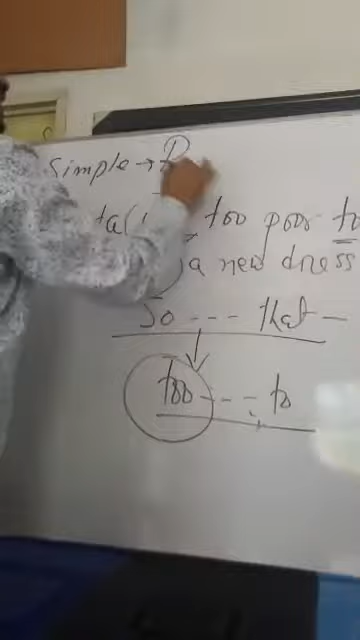 Simple → P
too poor to
a new dress
So --- that -
too --- to